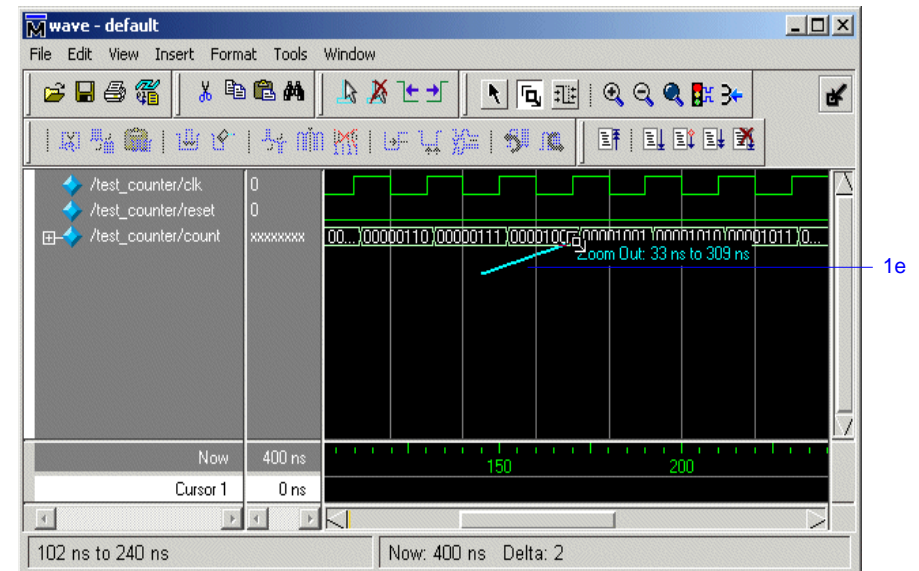 wave - default
File Edit View Insert Format Tools Window
/test_counter/clk 0
/test_counter/reset 0
/test_counter/count xxxxxxxx 00... 00000110 00000111 0000100 00001001 00001010 00001011 0...
Zoom Out: 33 ns to 309 ns
1e
Now 400 ns 150 200
Cursor 1 0 ns
102 ns to 240 ns Now: 400 ns Delta: 2